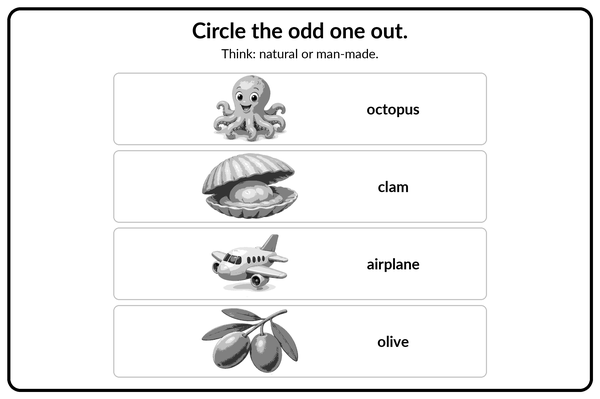 Circle the odd one out.
Think: natural or man-made.
octopus
clam
airplane
olive